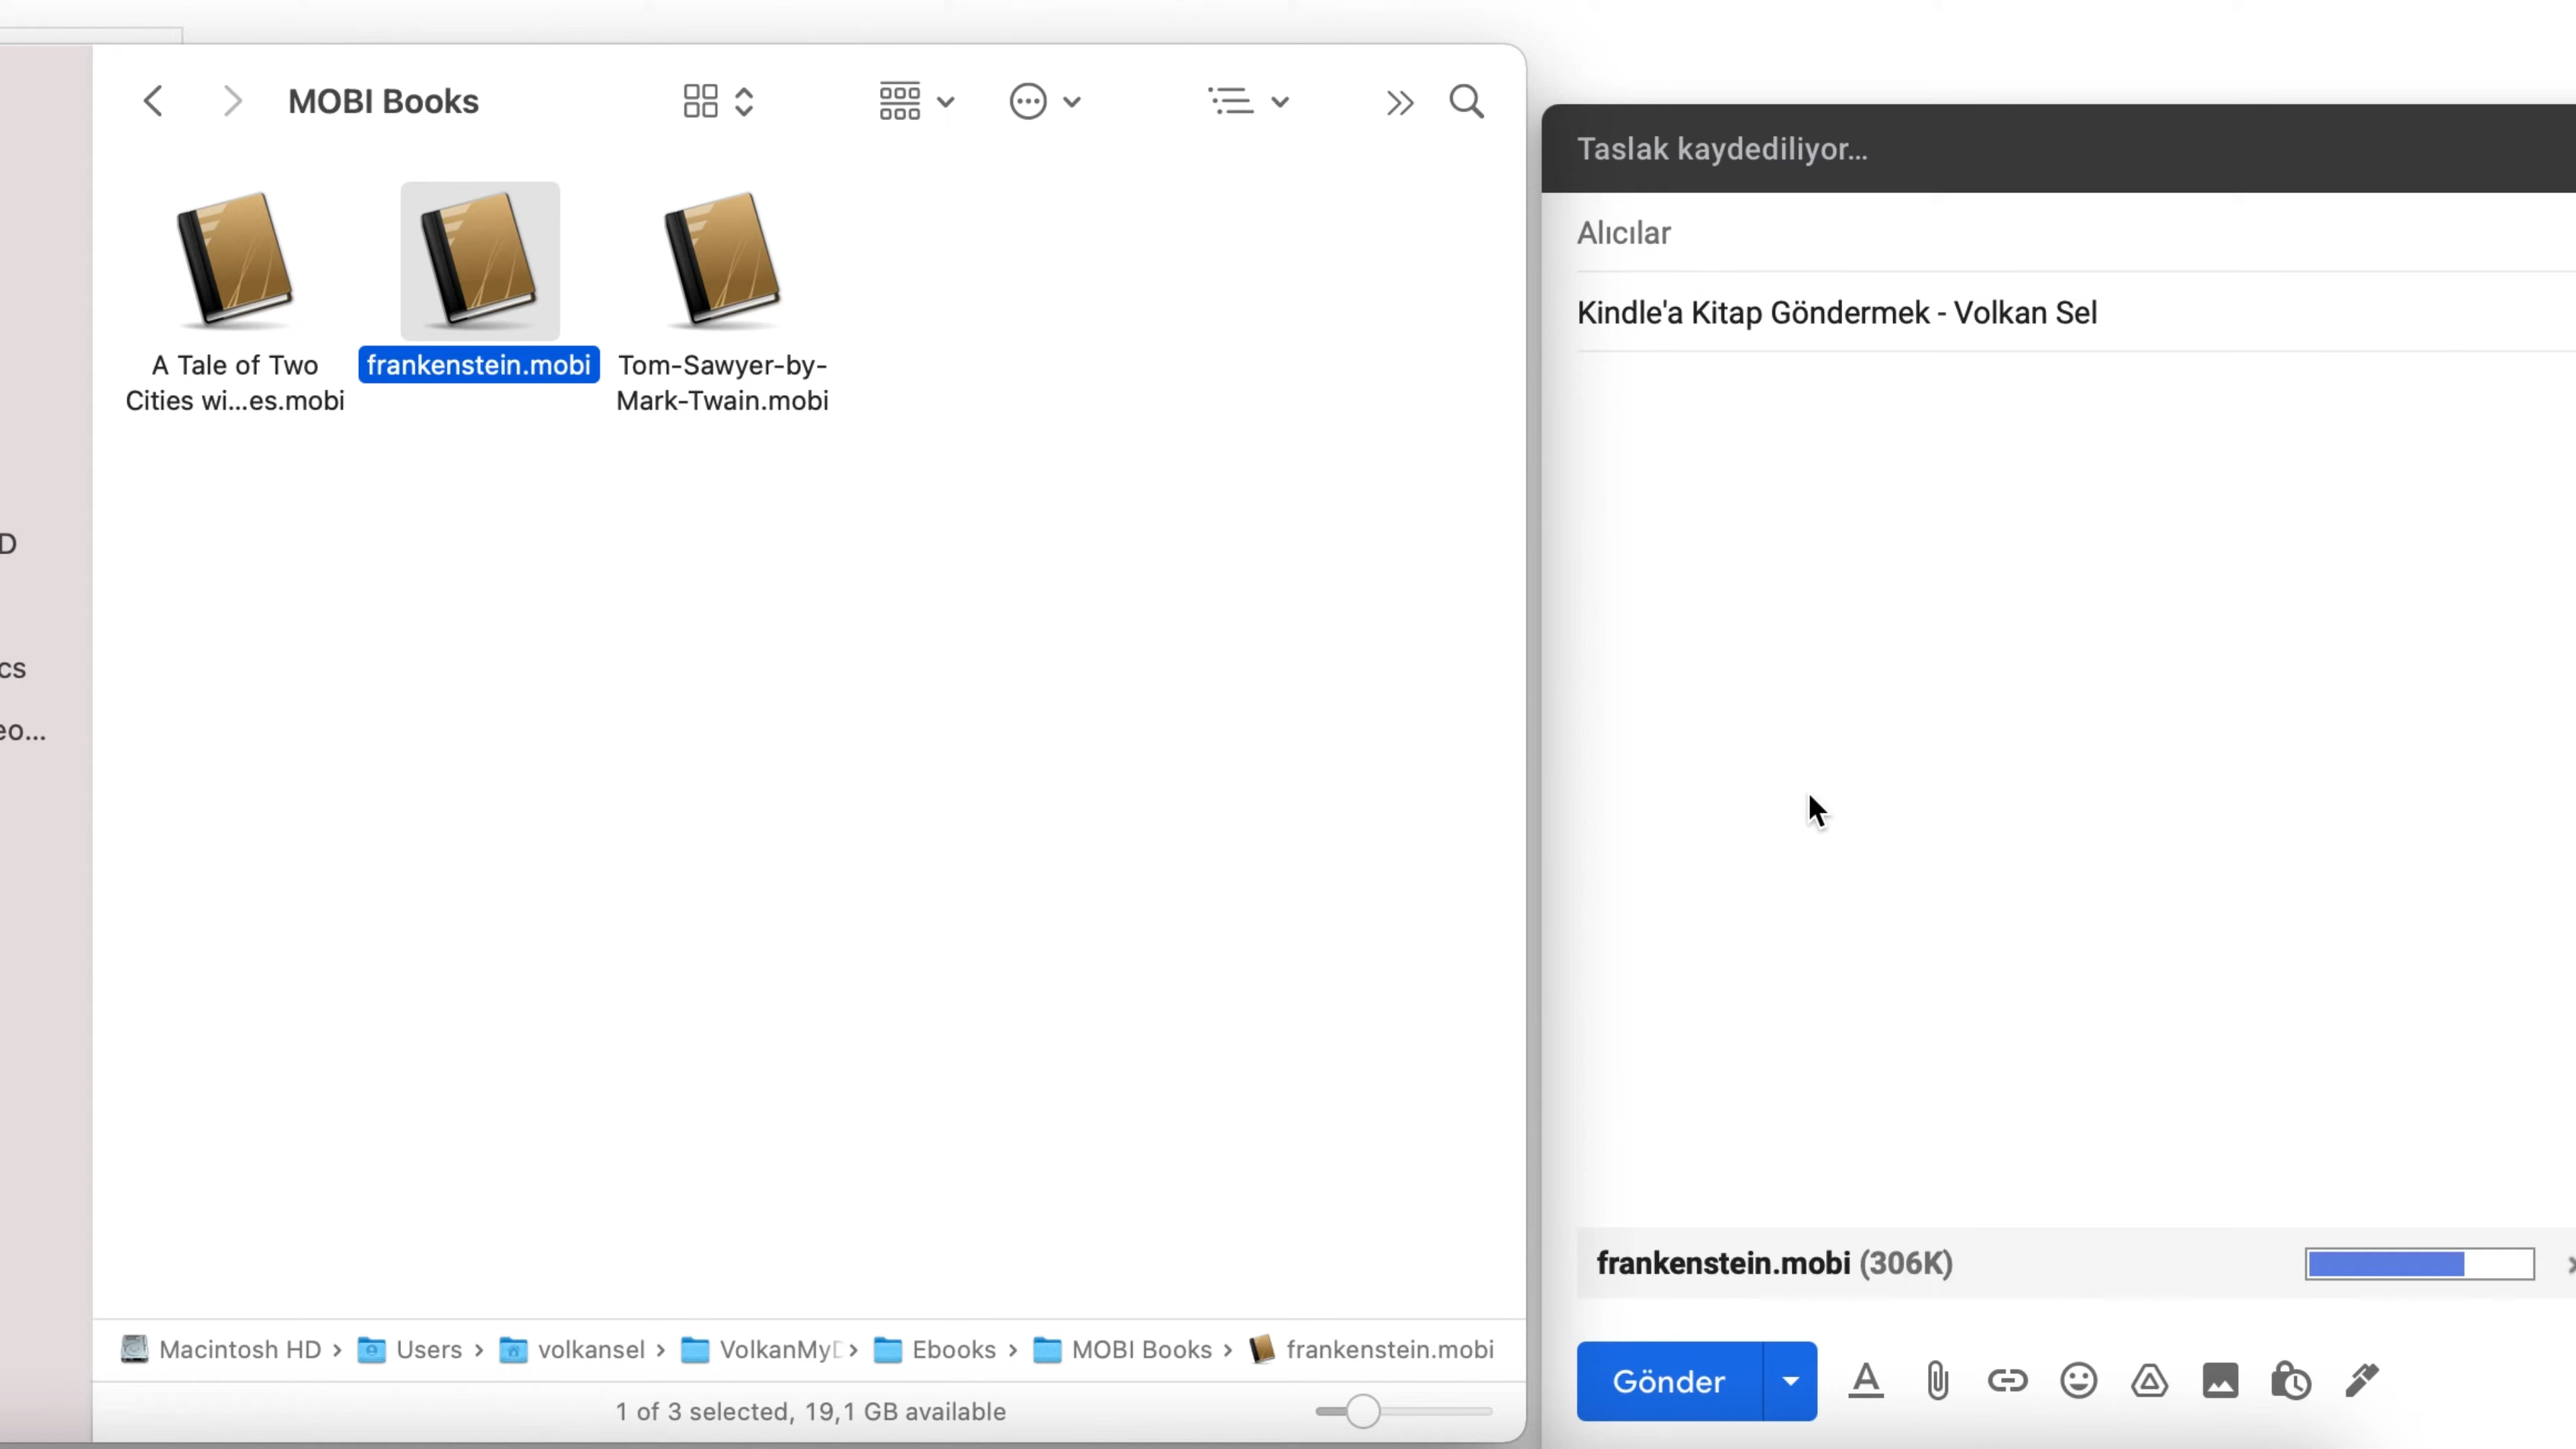 MOBI Books
A Tale of Two
Cities wi...es.mobi
frankenstein.mobi
Tom-Sawyer-by-
Mark-Twain.mobi
D
cs
eo...
Macintosh HD
Users
volkansel
VolkanMyD
Ebooks
MOBI Books
frankenstein.mobi
1 of 3 selected, 19,1 GB available
Taslak kaydediliyor...
Alıcılar
Kindle'a Kitap Göndermek - Volkan Sel
frankenstein.mobi (306K)
Gönder